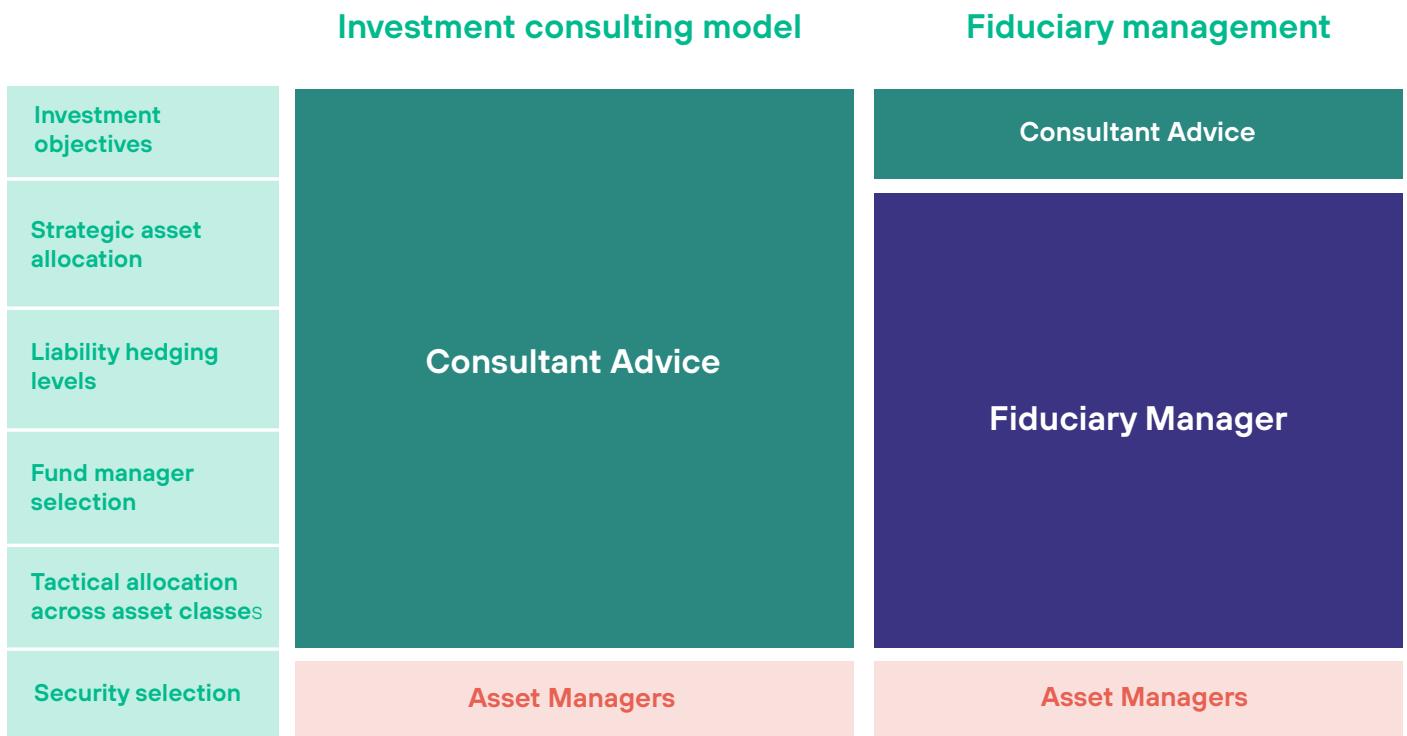 Investment consulting model
Fiduciary management
Investment
objectives
Consultant Advice
Strategic asset
allocation
Liability hedging
levels
Consultant Advice
Fiduciary Manager
Fund manager
selection
Tactical allocation
across asset classes
Security selection
Asset Managers
Asset Managers